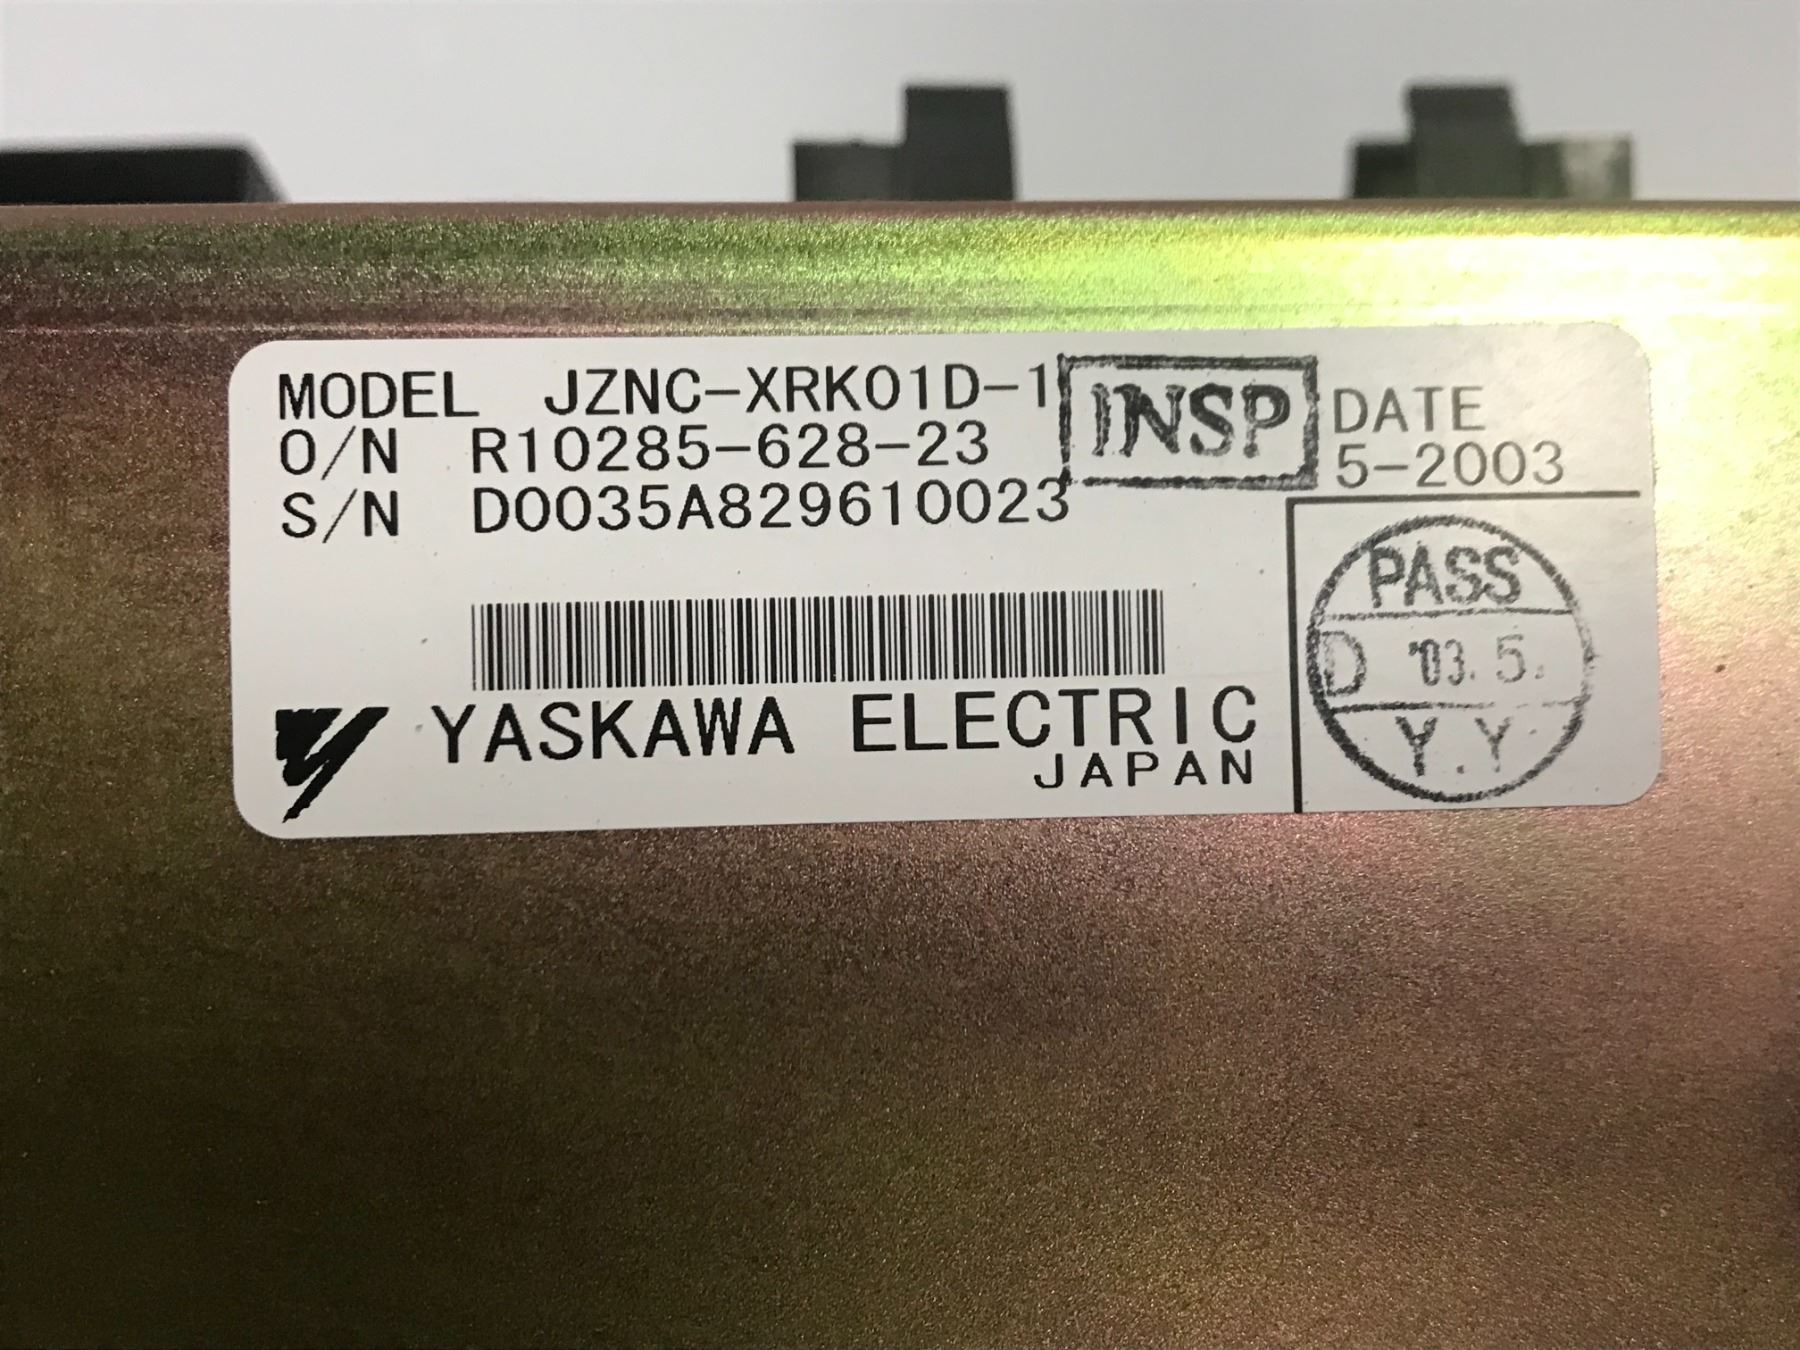 MODEL JZNC-XRK01D-1
INSP
DATE
O/N R10285-628-23
5-2003
S/N D0035A829610023
PASS
D '03. 5.
Y.Y
YASKAWA ELECTRIC
JAPAN